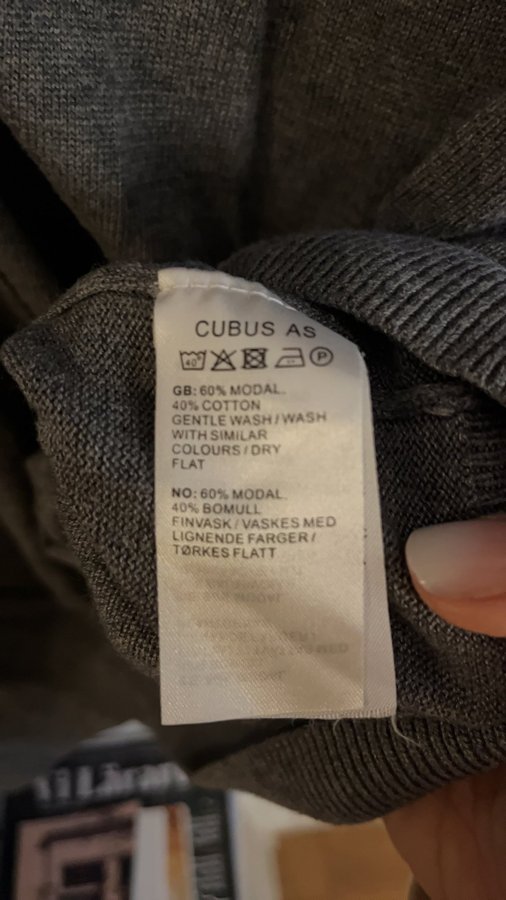 CUBUS AS
40° P
GB: 60% MODAL.
40% COTTON
GENTLE WASH / WASH
WITH SIMILAR
COLOURS / DRY
FLAT
NO: 60% MODAL.
40% BOMULL
FINVASK / VASKES MED
LIGNENDE FARGER /
TØRKES FLATT